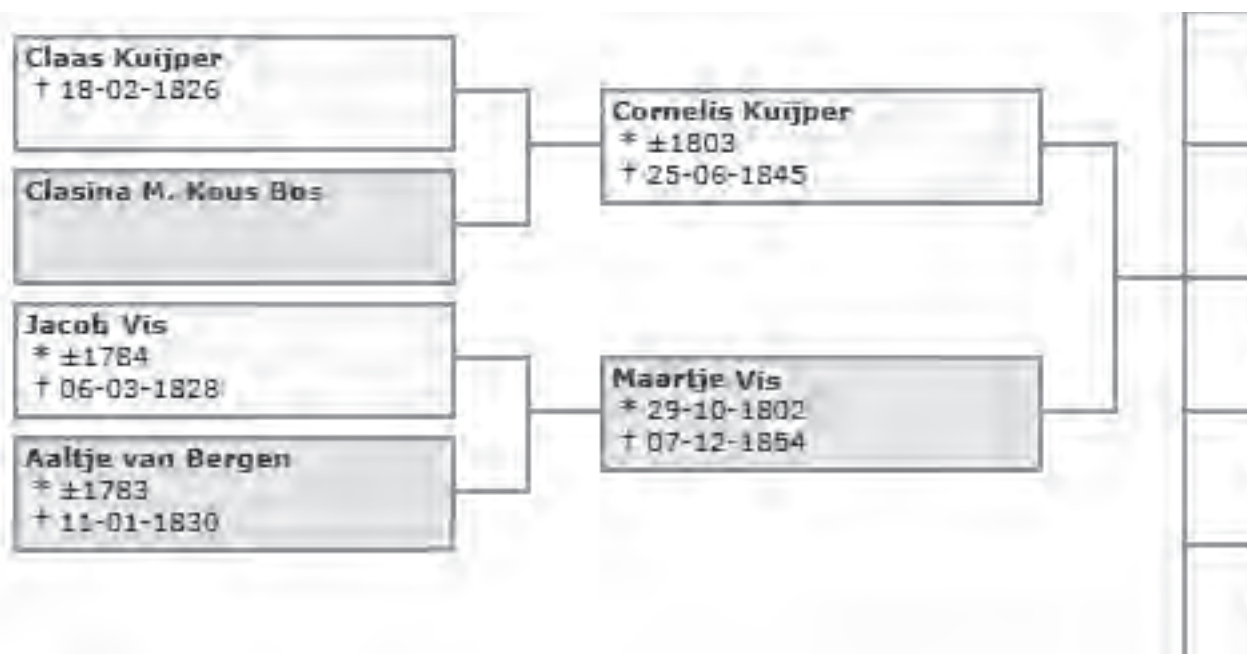 Claas Kuijper
† 18-02-1826
Clasina M. Kous Bos
Jacob Vis
* ±1784
† 06-03-1828
Aaltje van Bergen
* ±1783
† 11-01-1830
Cornelis Kuijper
* ±1803
† 25-06-1845
Maartje Vis
* 29-10-1802
† 07-12-1854